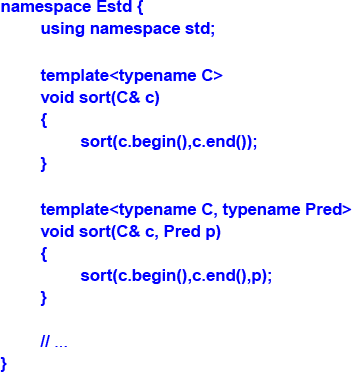 namespace Estd {
using namespace std;
template<typename C>
void sort(C& c)
{
sort(c.begin(),c.end());
}
template<typename C, typename Pred>
void sort(C& c, Pred p)
{
sort(c.begin(),c.end(),p);
}
// ...
}